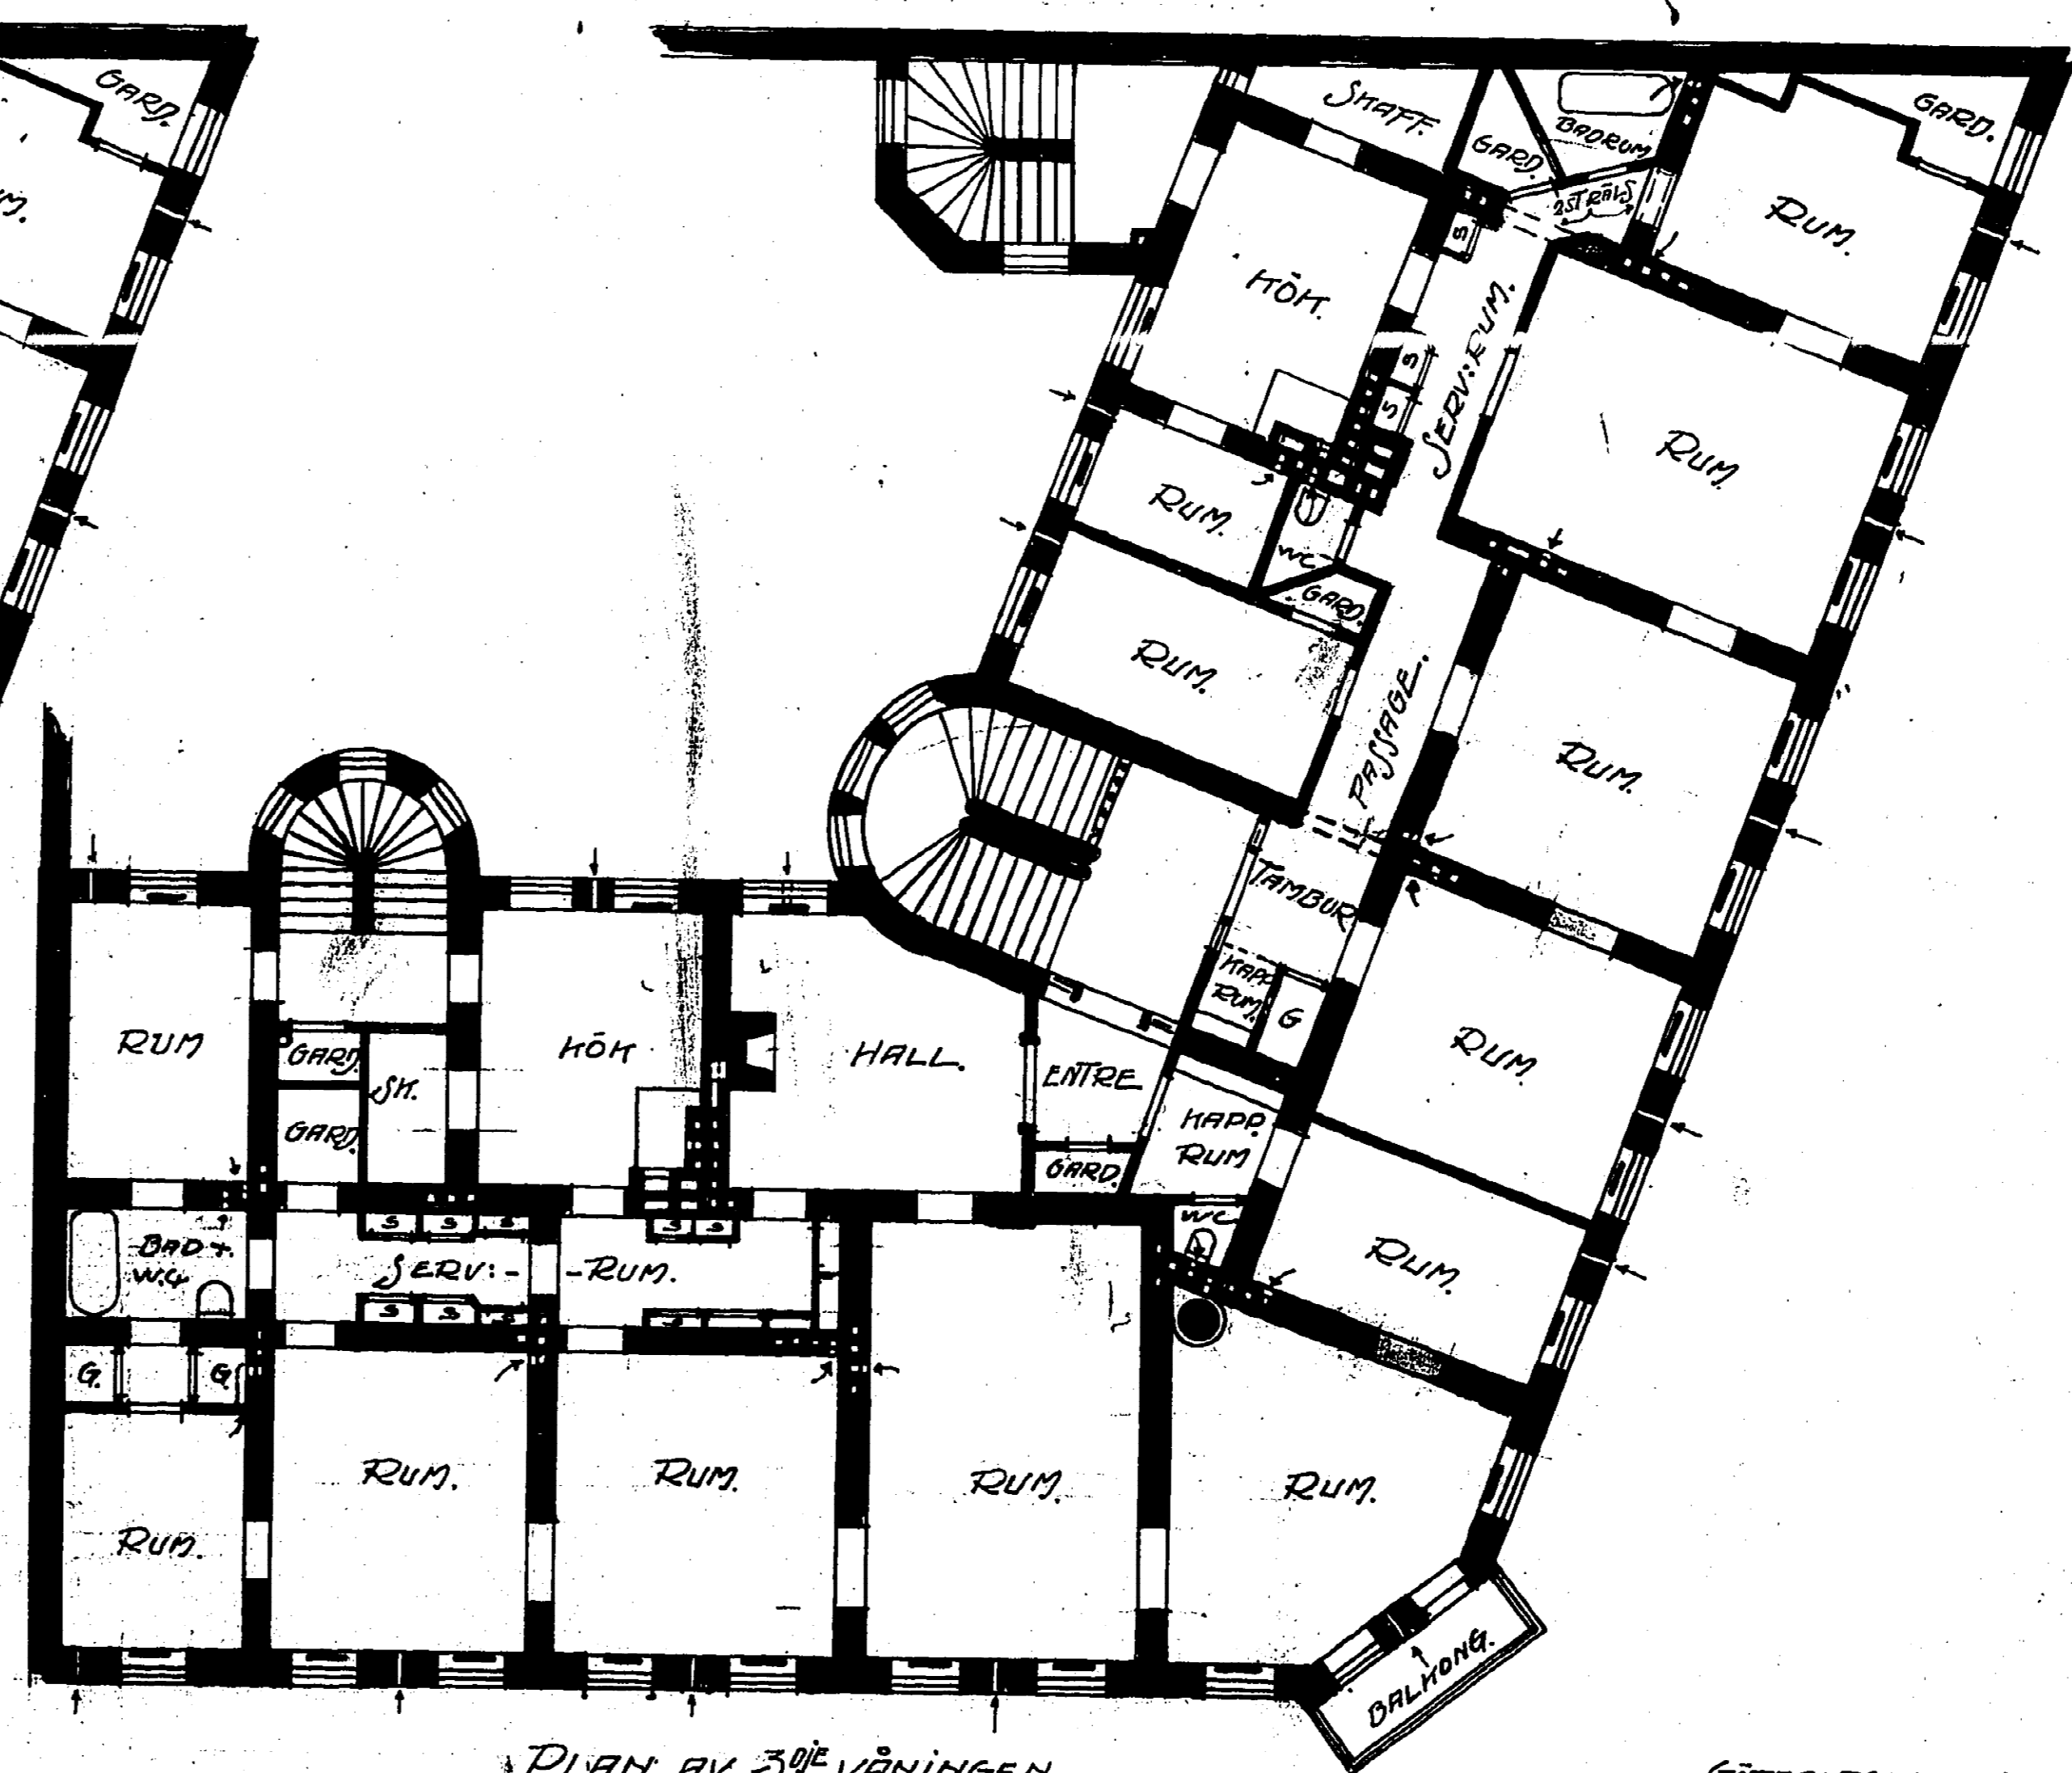 GARD.
SKAFF.
GARD.
BADRUM
GARD.
2 ST RÄLS
S
RUM.
KÖK.
SERV: RUM.
S
S
RUM.
RUM.
WC
GARD.
RUM.
PASSAGE.
RUM.
TAMBUR
KAPP.
RUM.
G
RUM.
RUM
GARD.
SK.
GARD.
KÖK
HALL.
ENTRE
GARD.
KAPP.
RUM
WC
RUM.
S S S
S S
BAD +.
W.C.
SERV:- -RUM.
S S S
S
G. G.
RUM.
RUM.
RUM.
RUM.
RUM.
BALKONG.
PLAN AV 3DJE VÅNINGEN